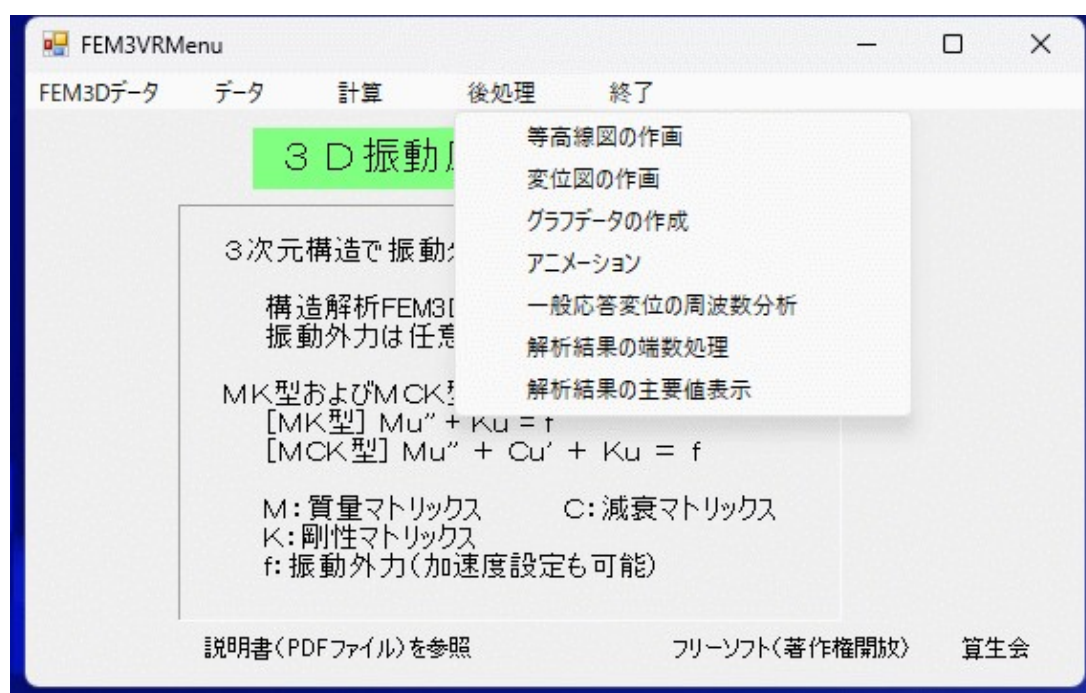 FEM3VRMenu
FEM3Dデータ データ 計算 後処理 終了
3D振動
等高線図の作画
変位図の作画
グラフデータの作成
アニメーション
一般応答変位の周波数分析
解析結果の端数処理
解析結果の主要値表示
3次元構造で振動
構造解析FEM3
振動外力は任意
MK型およびMCK
[MK型] Mu″ + Ku = f
[MCK型] Mu″ + Cu′ + Ku = f
M:質量マトリックス C:減衰マトリックス
K:剛性マトリックス
f:振動外力(加速度設定も可能)
説明書(PDFファイル)を参照 フリーソフト(著作権開放) 算生会